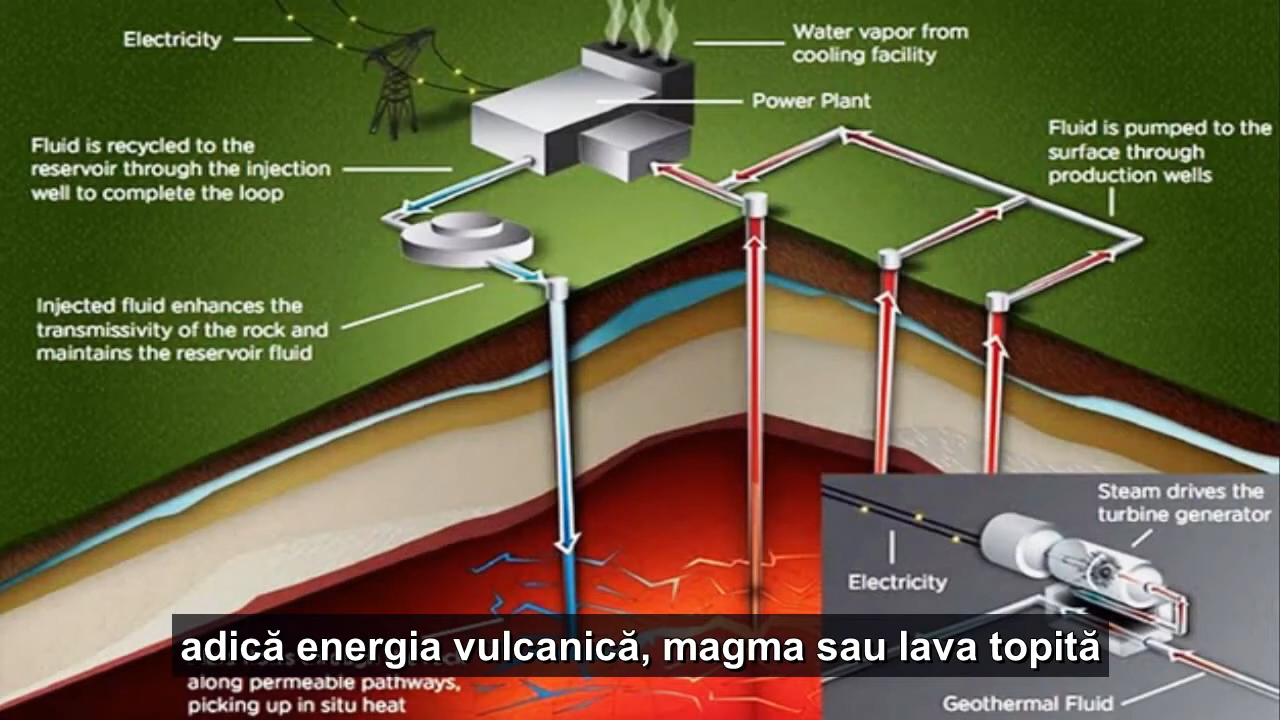 Electricity
Water vapor from
cooling facility
Power Plant
Fluid is recycled to the
reservoir through the injection
well to complete the loop
Fluid is pumped to the
surface through
production wells
Injected fluid enhances the
transmissivity of the rock and
maintains the reservoir fluid
Steam drives the
turbine generator
Electricity
Geothermal Fluid
along permeable pathways,
picking up in situ heat
adică energia vulcanică, magma sau lava topită